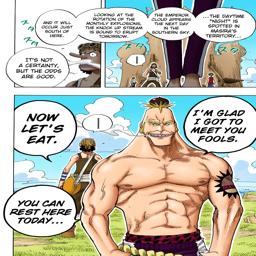 AND IT WILL
OCCUR JUST
SOUTH OF
HERE.
IT'S NOT
A CERTAINTY,
BUT THE ODDS
ARE GOOD.
LOOKING AT THE
ROTATION OF THE
MONTHLY EXPLOSIONS,
THE KNOCK UP STREAM
IS BOUND TO ERUPT
TOMORROW.
THE EMPEROR
CLOUD APPEARS
THE NEXT DAY
IN THE
SOUTHERN SKY.
...THE DAYTIME
"NIGHT" IS
SPOTTED IN
MASIRA'S
TERRITORY...
NOW
LET'S
EAT.
I'M GLAD
I GOT TO
MEET YOU
FOOLS.
YOU CAN
REST HERE
TODAY...